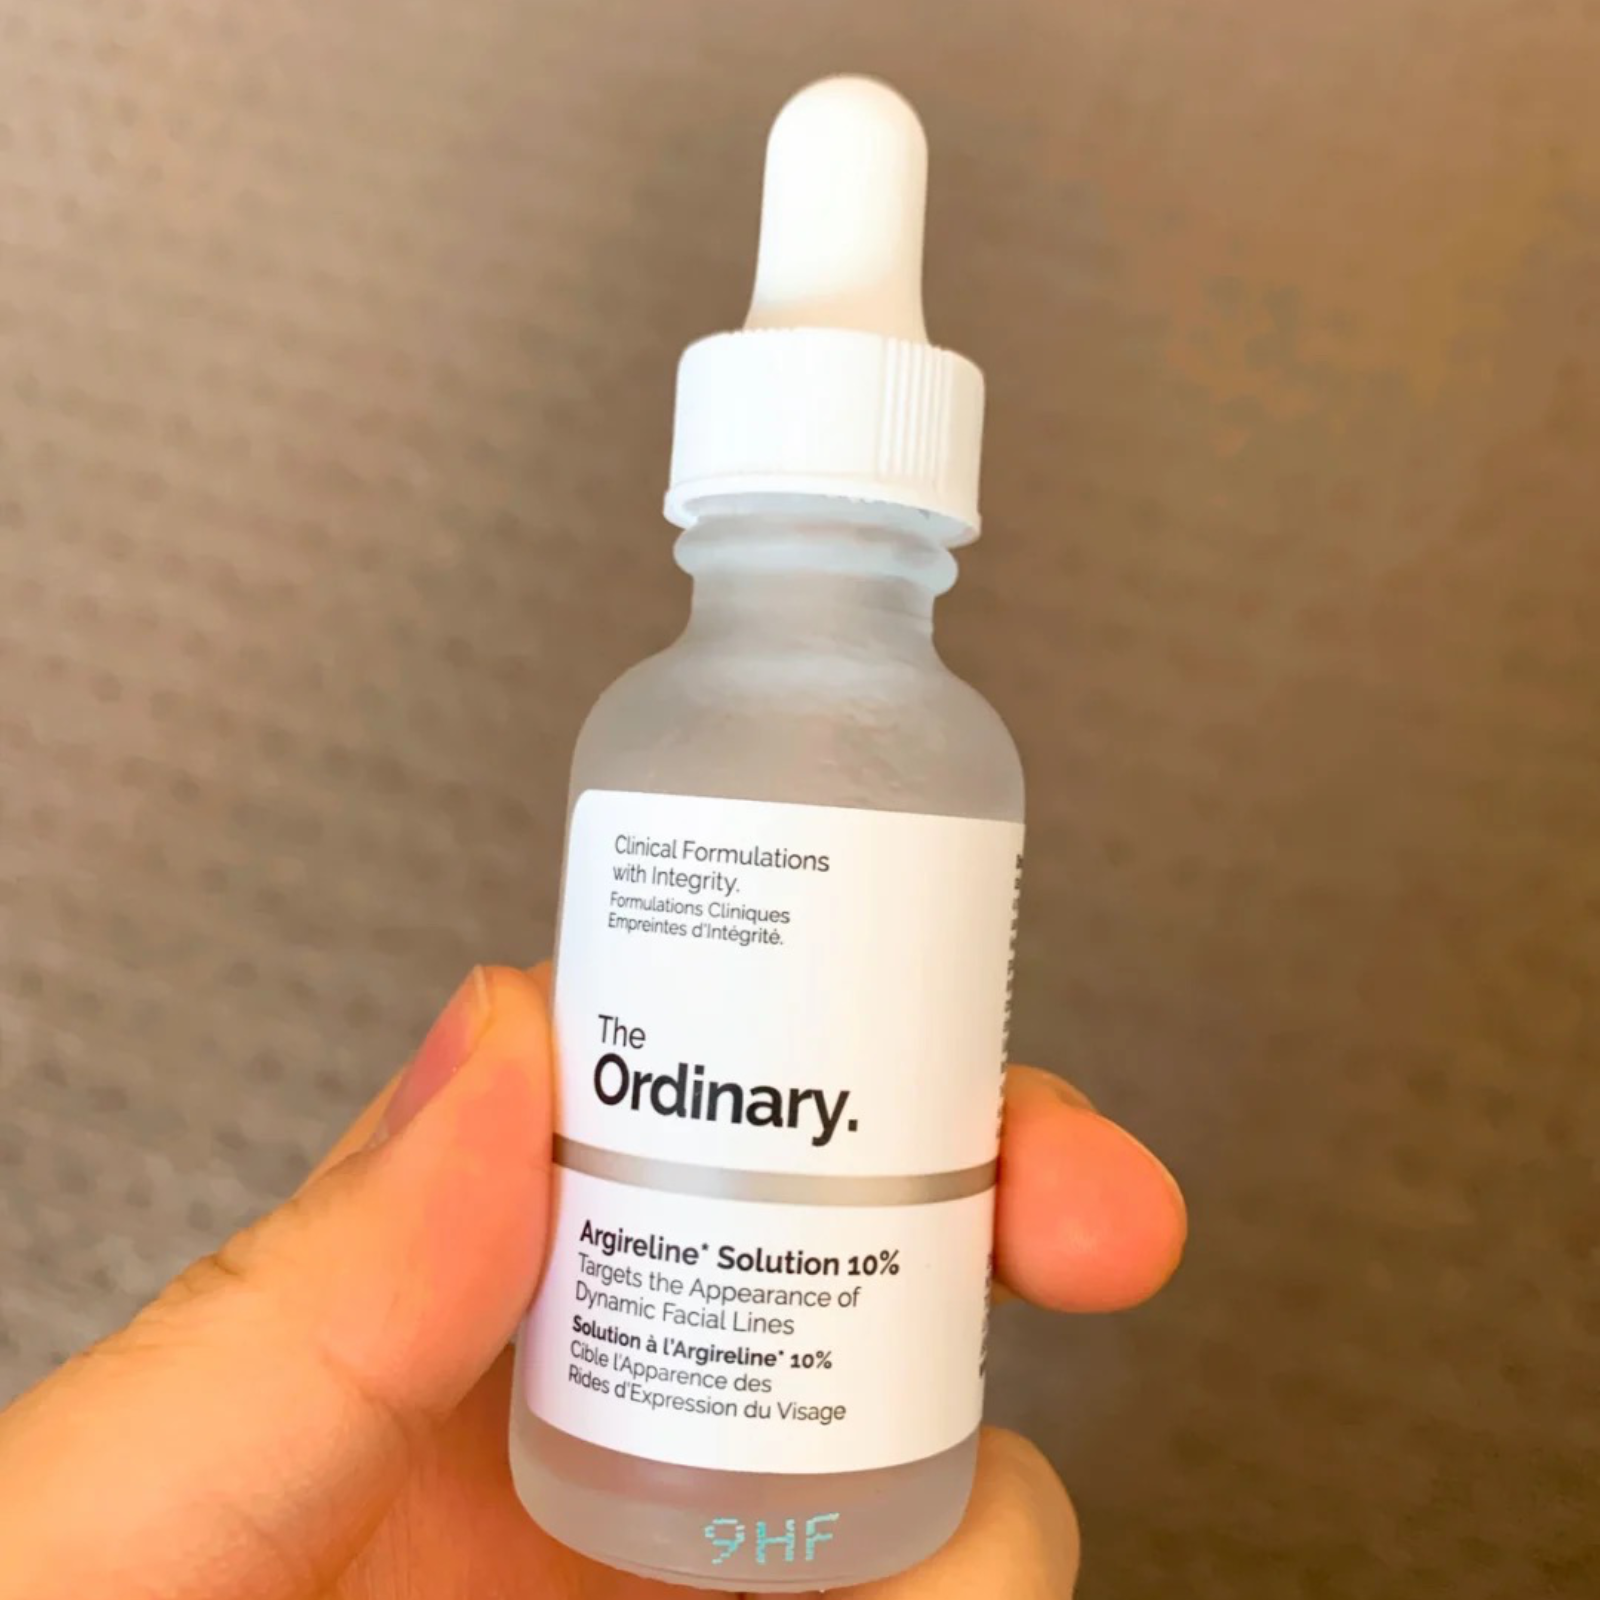 Clinical Formulations
with Integrity.
Formulations Cliniques
Empreintes d'Intégrité.
The
Ordinary.
Argireline* Solution 10%
Targets the Appearance of
Dynamic Facial Lines
Solution à l'Argireline* 10%
Cible l'Apparence des
Rides d'Expression du Visage
9HF